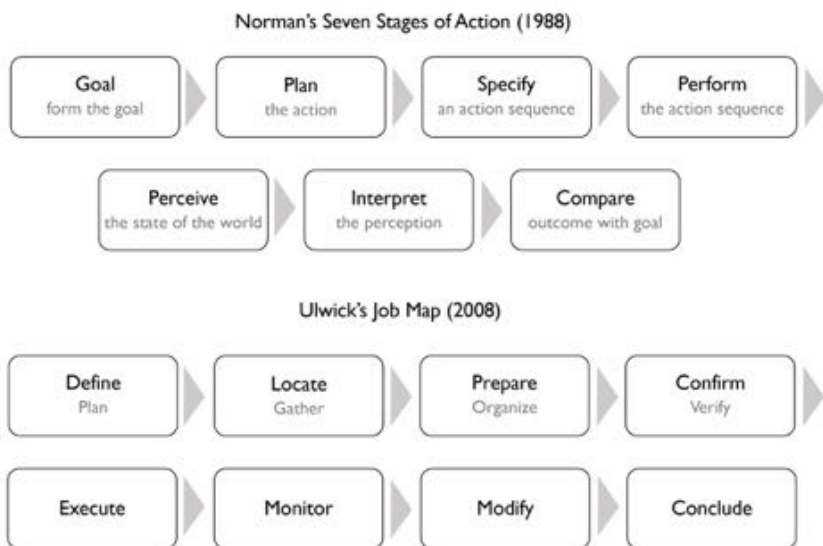 Norman's Seven Stages of Action (1988)
Goal
form the goal
Plan
the action
Specify
an action sequence
Perform
the action sequence
Perceive
the state of the world
Interpret
the perception
Compare
outcome with goal
Ulwick's Job Map (2008)
Define
Plan
Locate
Gather
Prepare
Organize
Confirm
Verify
Execute
Monitor
Modify
Conclude